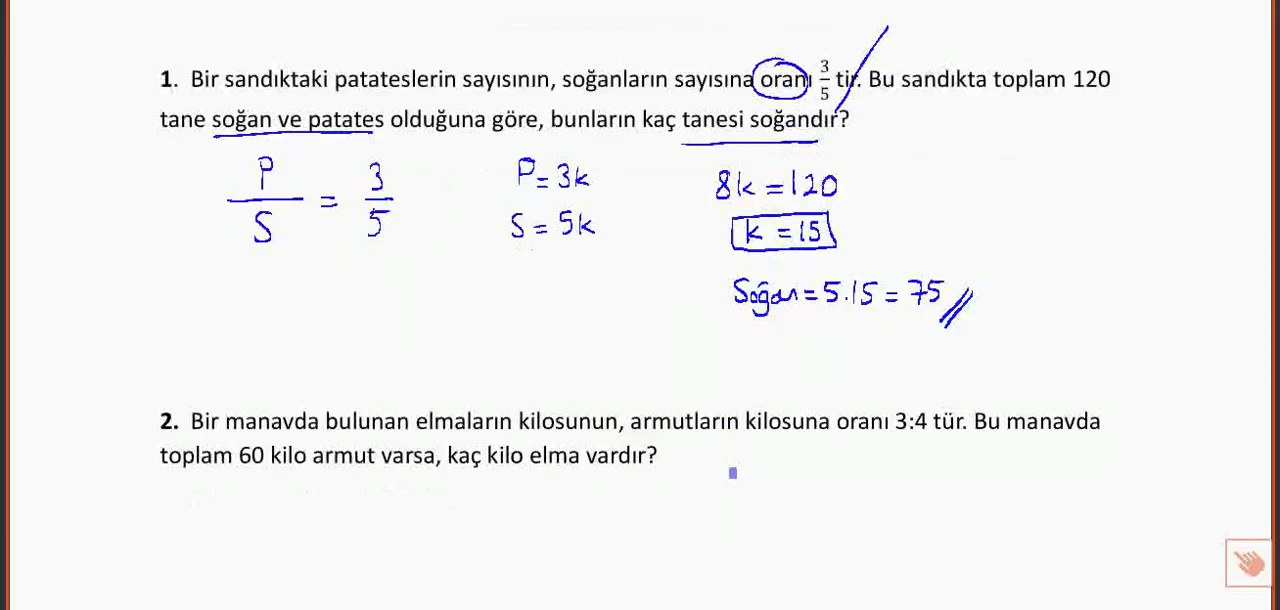 1. Bir sandıktaki patateslerin sayısının, soğanların sayısına oranı 3/5 tir. Bu sandıkta toplam 120
tane soğan ve patates olduğuna göre, bunların kaç tanesi soğandır?
P/S = 3/5
P = 3k
S = 5k
8k = 120
k = 15
Soğan = 5.15 = 75
2. Bir manavda bulunan elmaların kilosunun, armutların kilosuna oranı 3:4 tür. Bu manavda
toplam 60 kilo armut varsa, kaç kilo elma vardır?